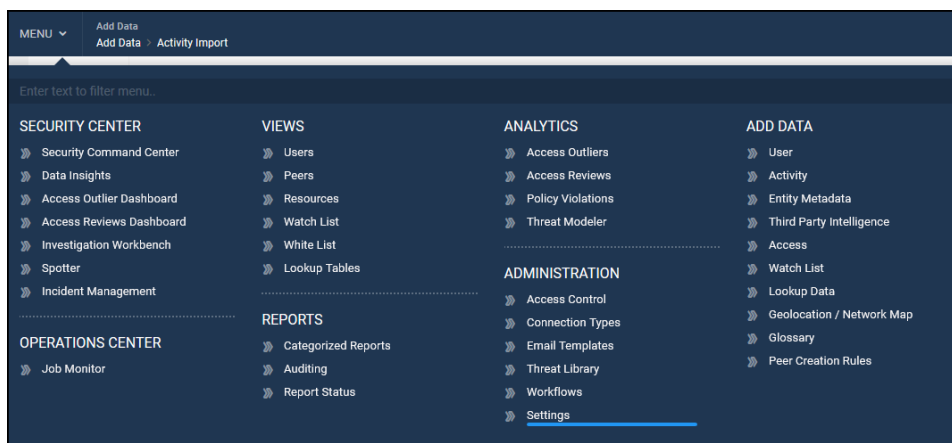 MENU
Add Data
Add Data > Activity Import
Enter text to filter menu..
SECURITY CENTER
Security Command Center
Data Insights
Access Outlier Dashboard
Access Reviews Dashboard
Investigation Workbench
Spotter
Incident Management
OPERATIONS CENTER
Job Monitor
VIEWS
Users
Peers
Resources
Watch List
White List
Lookup Tables
REPORTS
Categorized Reports
Auditing
Report Status
ANALYTICS
Access Outliers
Access Reviews
Policy Violations
Threat Modeler
ADMINISTRATION
Access Control
Connection Types
Email Templates
Threat Library
Workflows
Settings
ADD DATA
User
Activity
Entity Metadata
Third Party Intelligence
Access
Watch List
Lookup Data
Geolocation / Network Map
Glossary
Peer Creation Rules